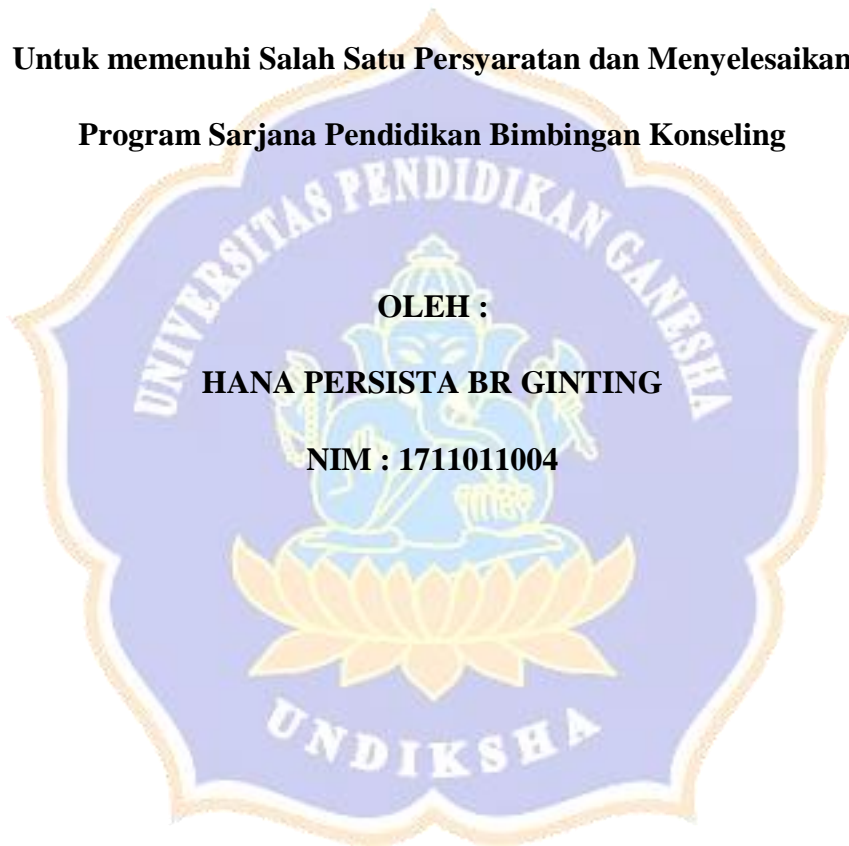 Untuk memenuhi Salah Satu Persyaratan dan Menyelesaikan
Program Sarjana Pendidikan Bimbingan Konseling
UNIVERSITAS PENDIDIKAN GANESHA
OLEH :
HANA PERSISTA BR GINTING
NIM : 1711011004
UNDIKSHA